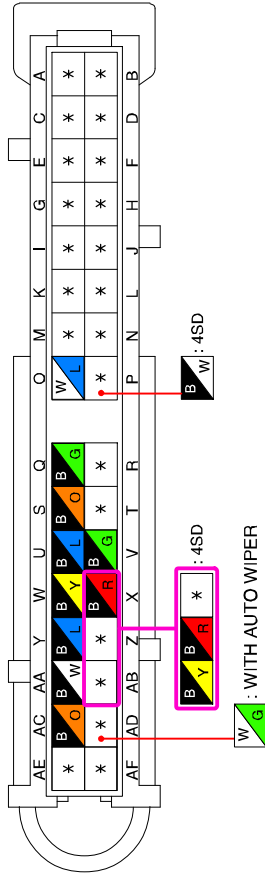 AE AC AA Y W U S Q O M K I G E C A
* B O B W B L B Y B L B O B G W L * * * * * * *
* * * * B R B G * * * * * * * * * *
AF AD AB Z X V T R P N L J H F D B
B Y B R * : 4SD
B W : 4SD
W G : WITH AUTO WIPER